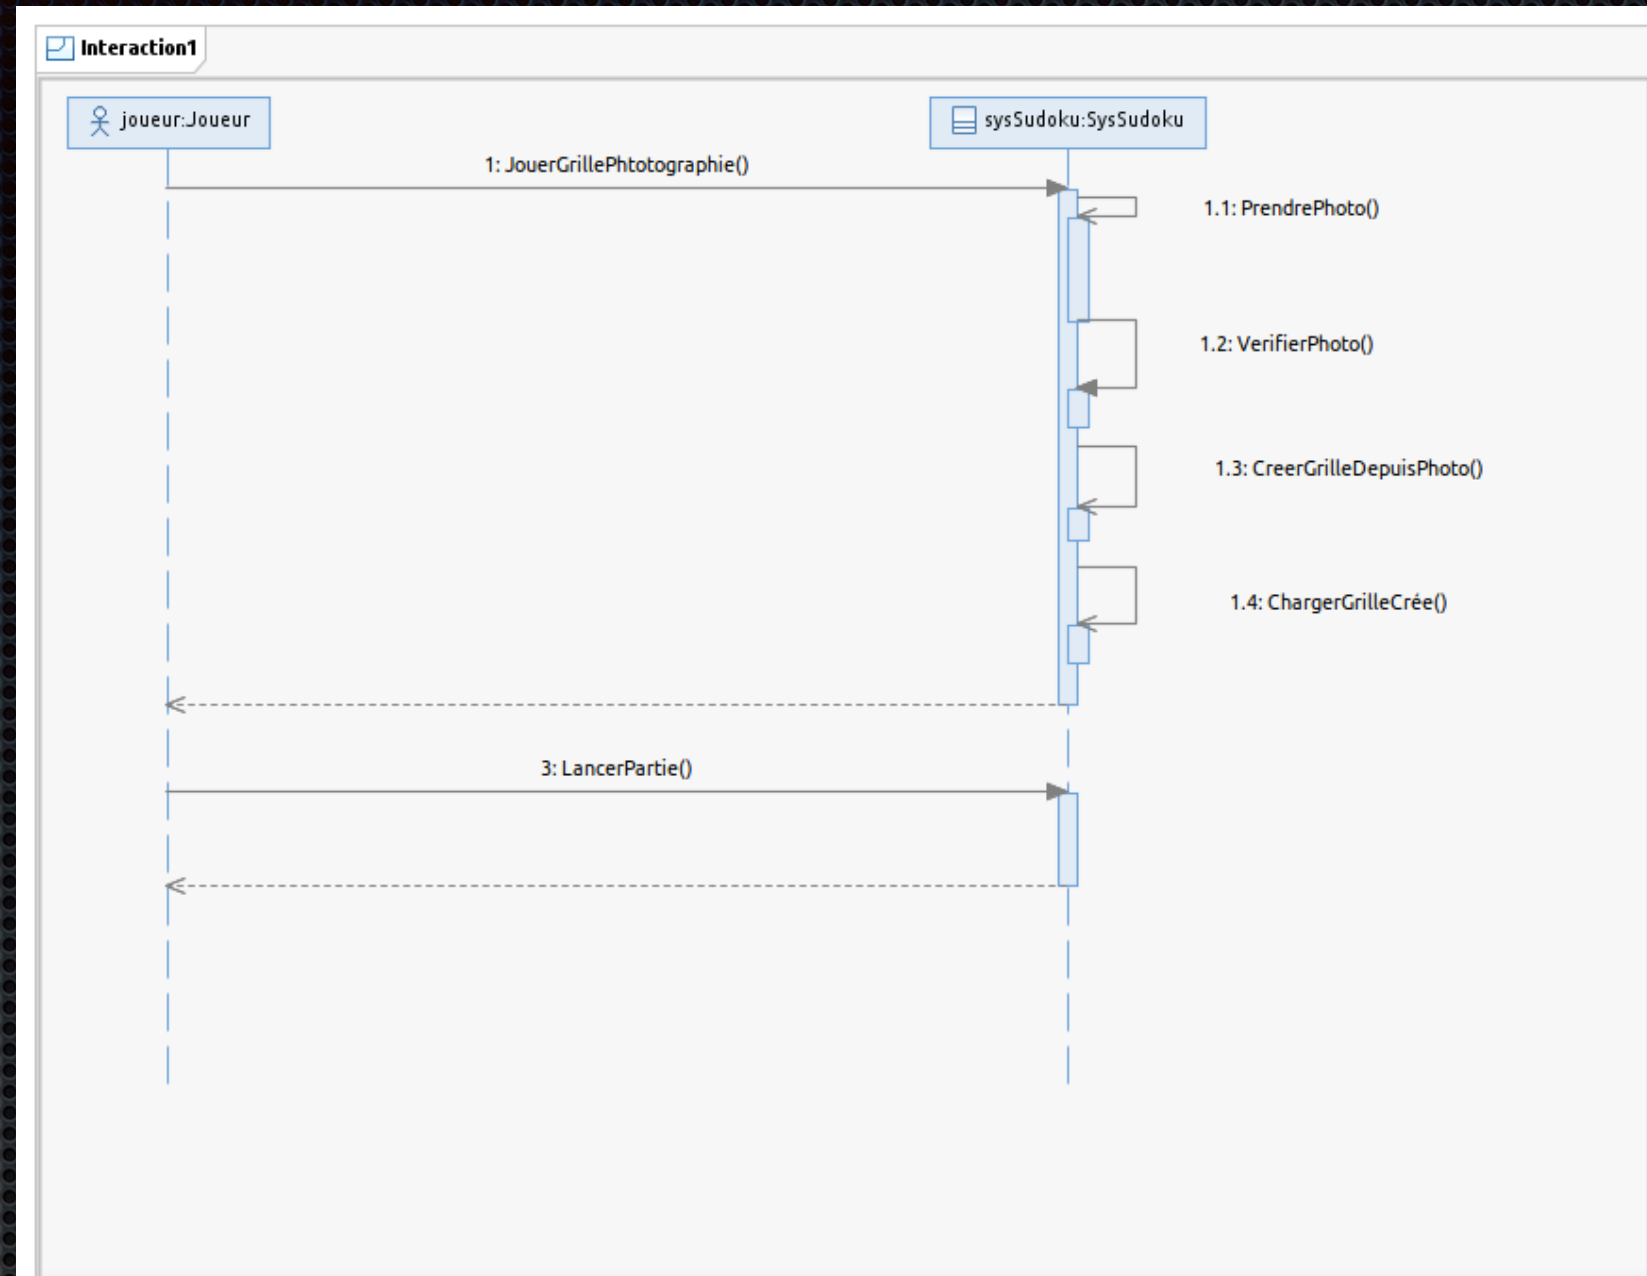 Interaction1
joueur:Joueur
sysSudoku:SysSudoku
1: JouerGrillePhtotographie()
1.1: PrendrePhoto()
1.2: VerifierPhoto()
1.3: CreerGrilleDepuisPhoto()
1.4: ChargerGrilleCrée()
3: LancerPartie()